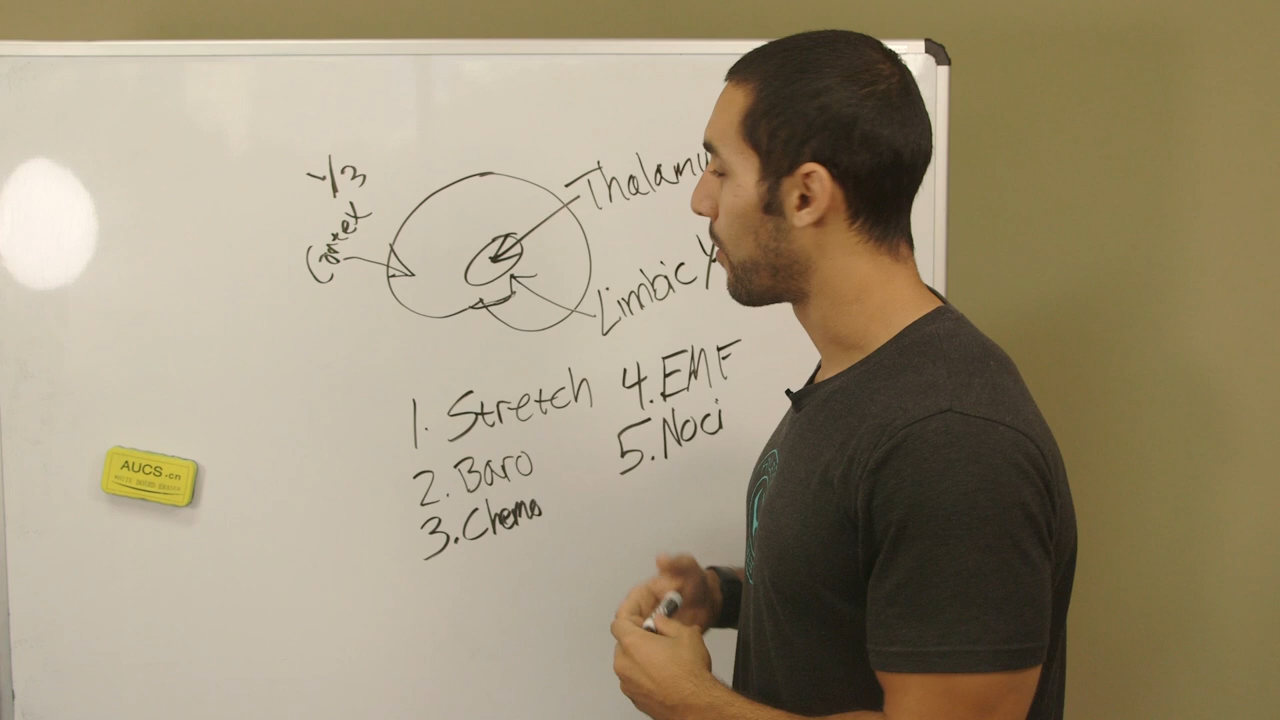 1/3
Cortex
Thalamu
Limbic
1. Stretch
2. Baro
3. Chemo
4. EMF
5. Noci
AUCS.cn